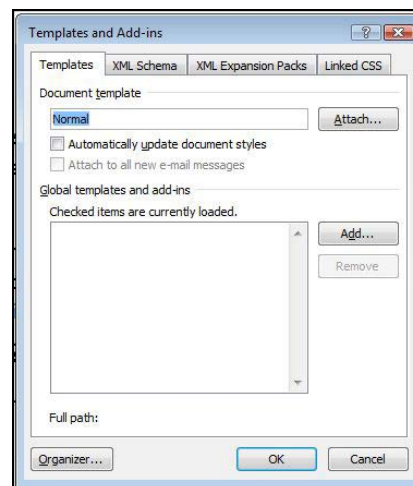 Templates and Add-ins
Templates XML Schema XML Expansion Packs Linked CSS
Document template
Normal Attach...
Automatically update document styles
Attach to all new e-mail messages
Global templates and add-ins
Checked items are currently loaded.
Add...
Remove
Full path:
Organizer... OK Cancel